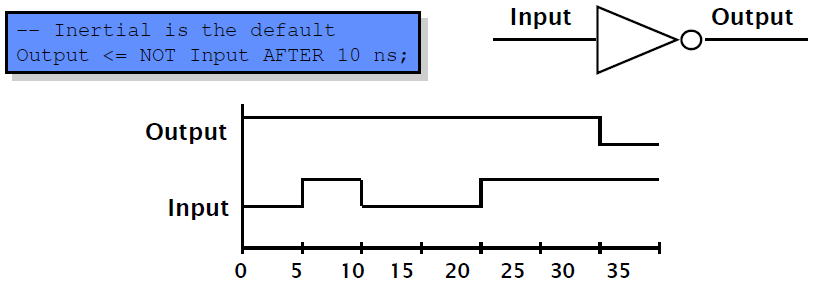 -- Inertial is the default
Output <= NOT Input AFTER 10 ns;
Input
Output
Output
Input
0 5 10 15 20 25 30 35